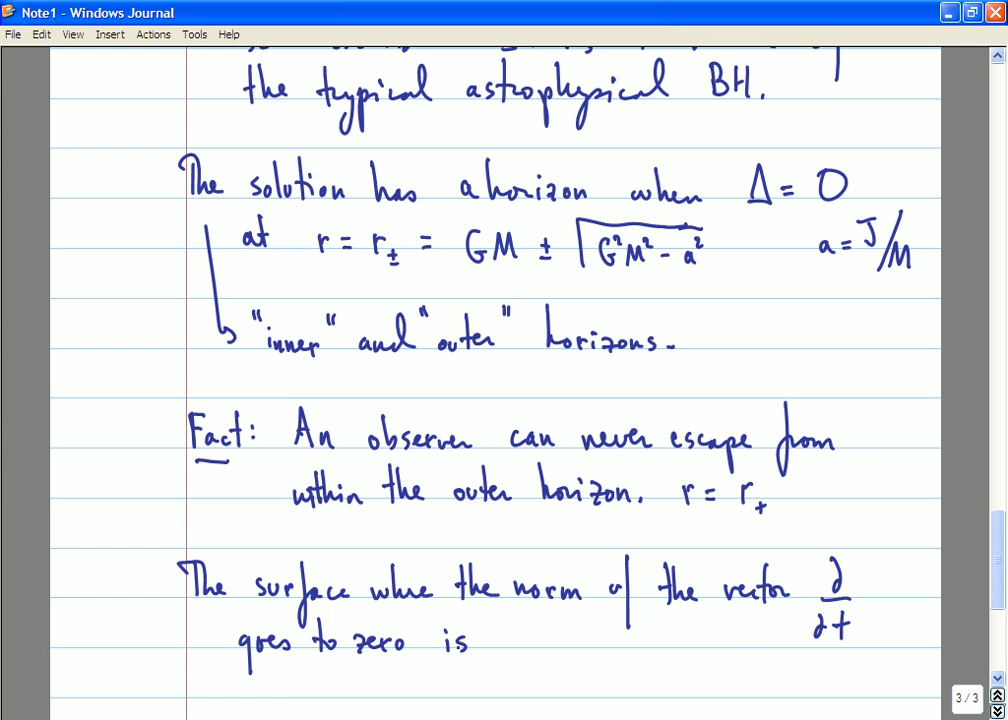 Note1 - Windows Journal
File Edit View Insert Actions Tools Help
the trypical astrophysical BH.
The solution has a horizon when Δ = 0
at r = r± = GM ± √(G²M² - a²) a = J/M
"inner" and "outer" horizons.
Fact: An observer can never escape from
within the outer horizon. r = r₊
The surface whre the norm of the vector ∂/∂t
goes to zero is
3 / 3